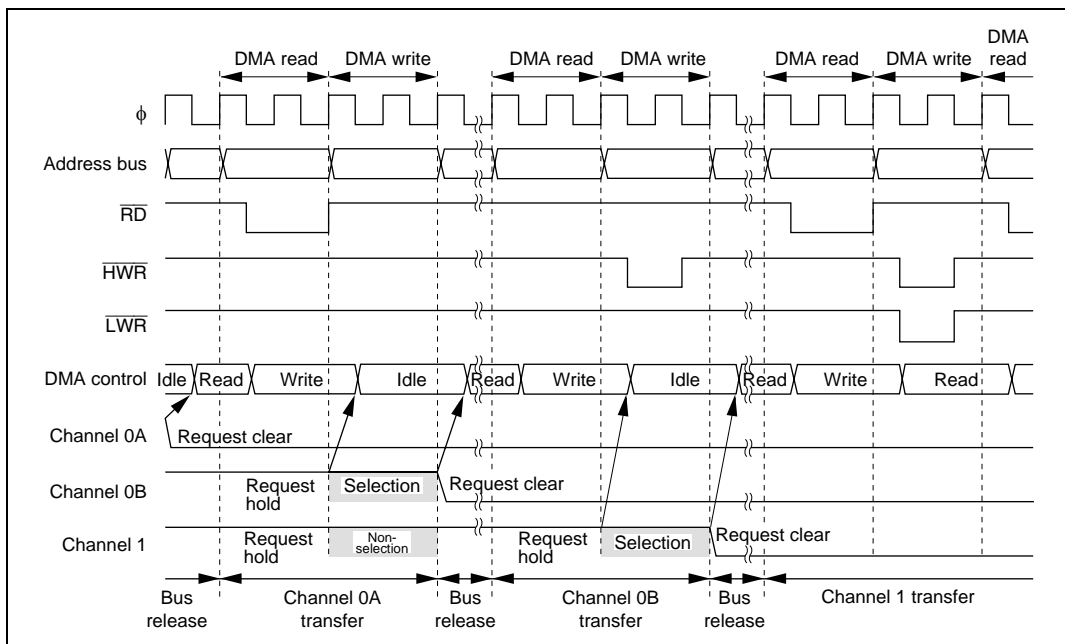 DMA read DMA write DMA read DMA write DMA read DMA write DMA
read
ϕ
Address bus
RD
HWR
LWR
DMA control Idle Read Write Idle Read Write Idle Read Write Read
Channel 0A Request clear
Channel 0B Request
hold Selection Request clear
Channel 1 Request
hold Non-
selection Request
hold Selection Request clear
Bus
release Channel 0A
transfer Bus
release Channel 0B
transfer Bus
release Channel 1 transfer